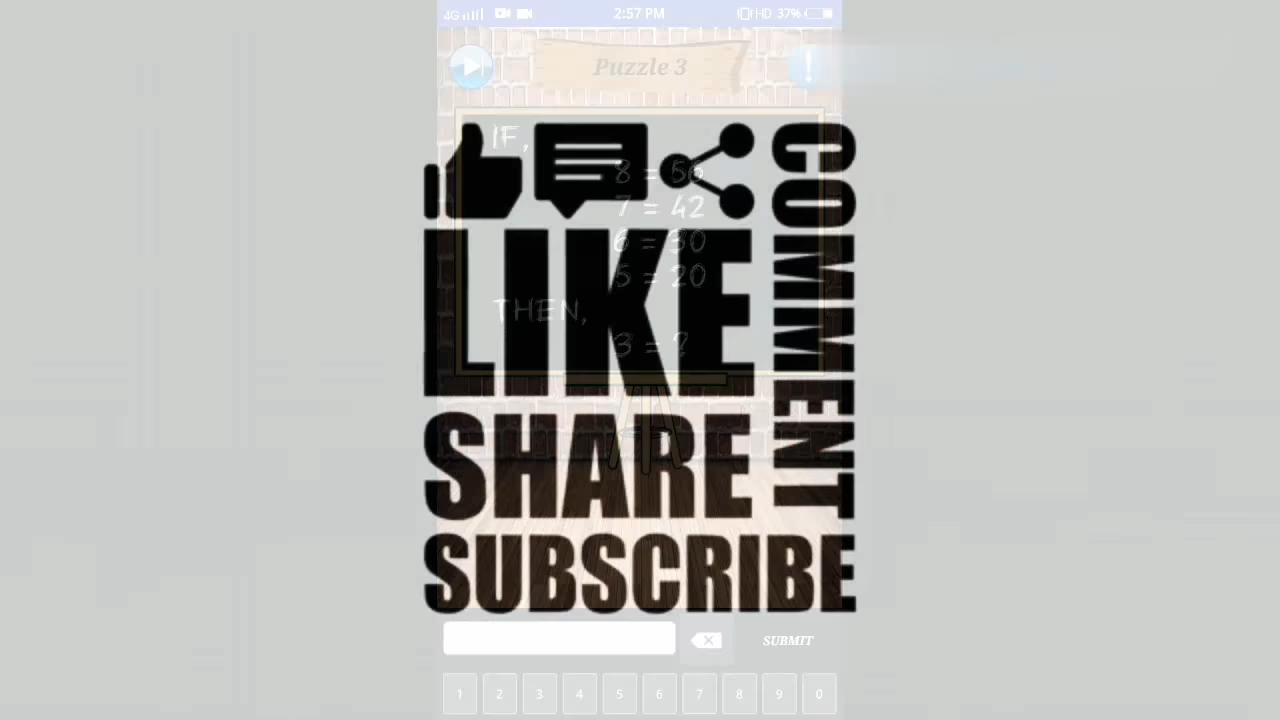 4G 2:57 PM HD 37%
Puzzle 3
IF,
8 = 56
7 = 42
6 = 30
5 = 20
THEN,
3 = ?
LIKE
SHARE
SUBSCRIBE
COMMENT
SUBMIT
1 2 3 4 5 6 7 8 9 0